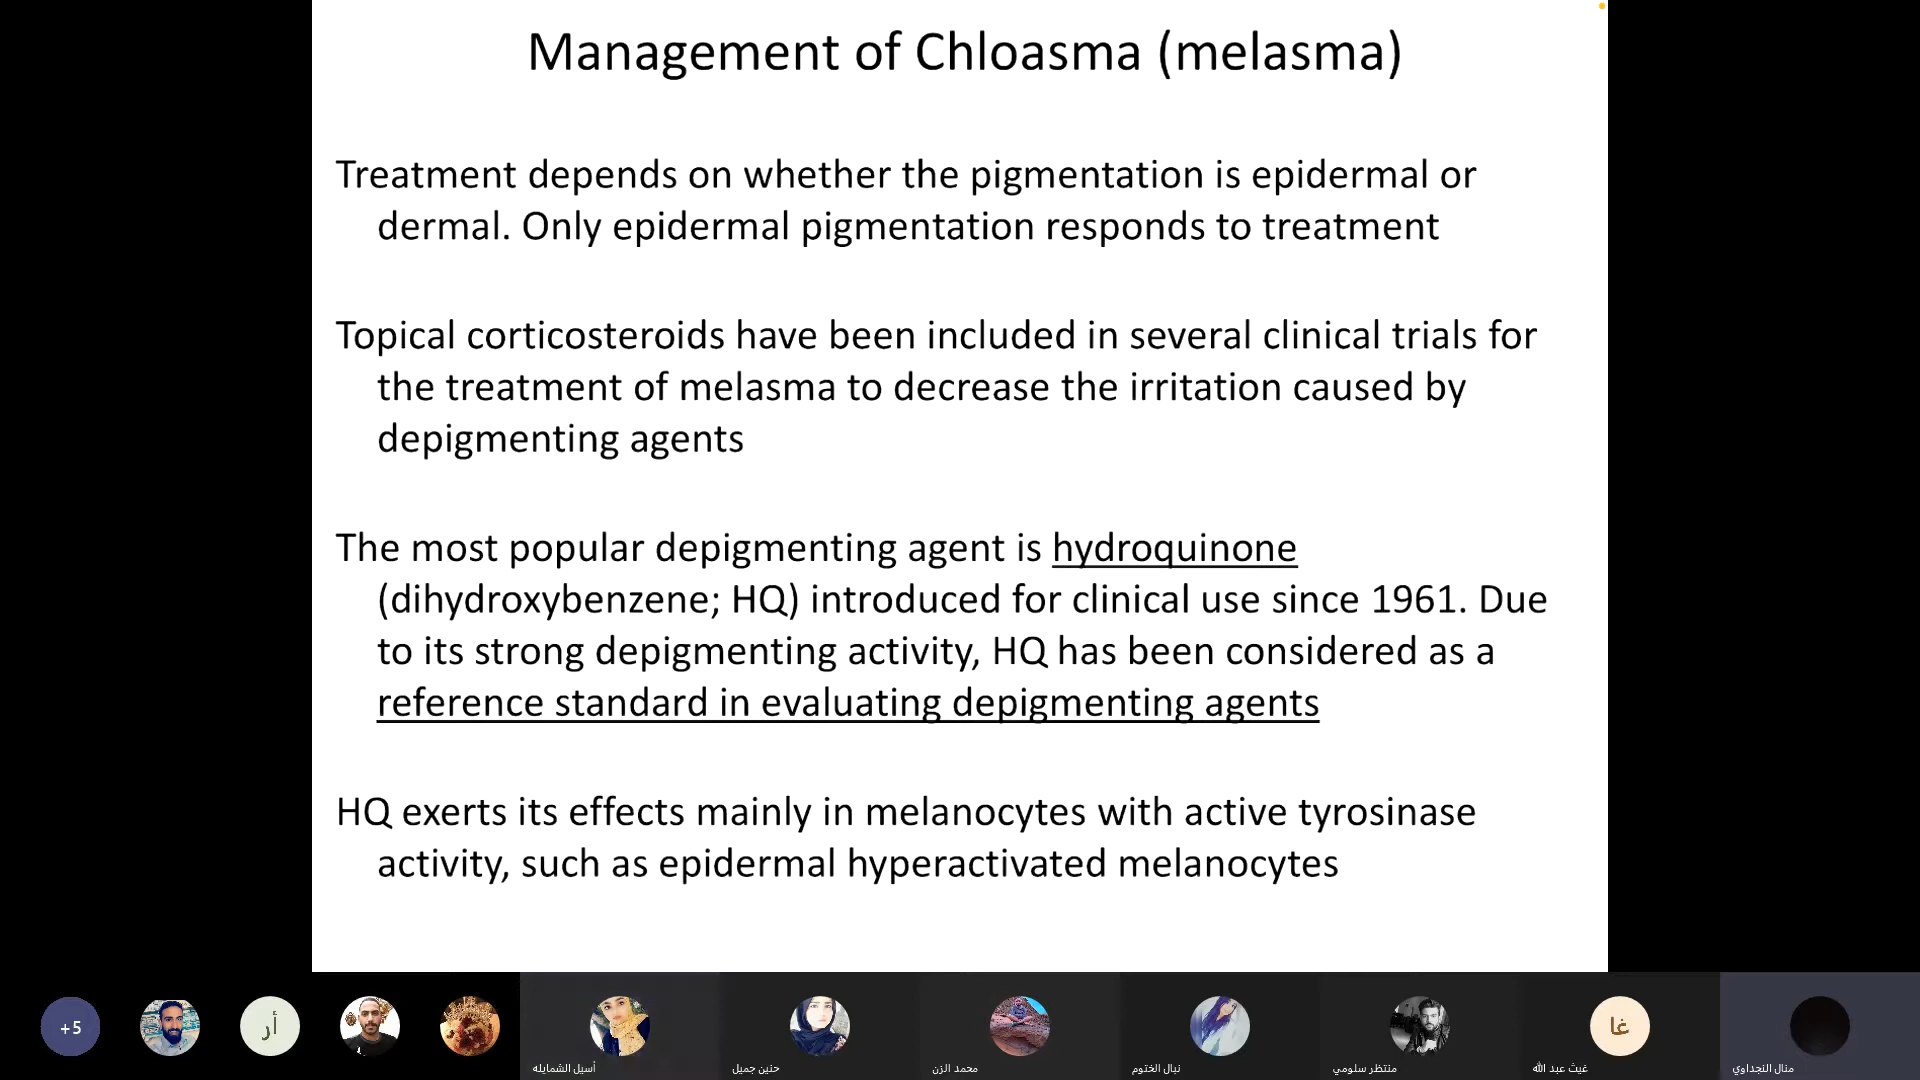 Management of Chloasma (melasma)
Treatment depends on whether the pigmentation is epidermal or
dermal. Only epidermal pigmentation responds to treatment
Topical corticosteroids have been included in several clinical trials for
the treatment of melasma to decrease the irritation caused by
depigmenting agents
The most popular depigmenting agent is hydroquinone
(dihydroxybenzene; HQ) introduced for clinical use since 1961. Due
to its strong depigmenting activity, HQ has been considered as a
reference standard in evaluating depigmenting agents
HQ exerts its effects mainly in melanocytes with active tyrosinase
activity, such as epidermal hyperactivated melanocytes
+5
أر
غا
أسيل الشمايله
حنين جميل
محمد الزن
نبال الختوم
منتظر سلومي
غيث عبد الله
منال النجداوي